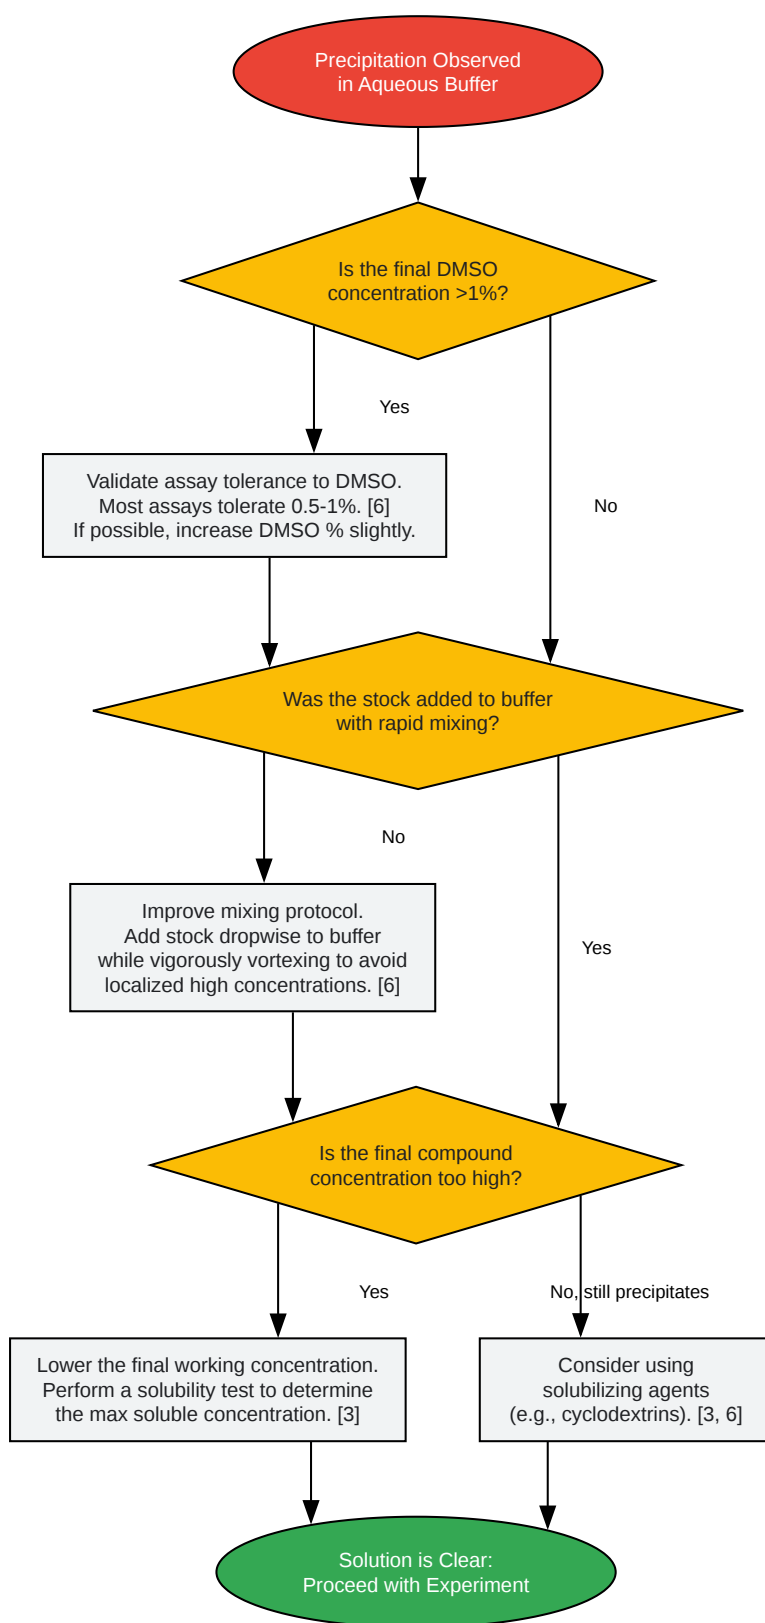 Precipitation Observed
in Aqueous Buffer
Is the final DMSO
concentration >1%?
Yes
Validate assay tolerance to DMSO.
Most assays tolerate 0.5-1%. [6]
If possible, increase DMSO % slightly.
No
Was the stock added to buffer
with rapid mixing?
No
Improve mixing protocol.
Add stock dropwise to buffer
while vigorously vortexing to avoid
localized high concentrations. [6]
Yes
Is the final compound
concentration too high?
Yes
No, still precipitates
Lower the final working concentration.
Perform a solubility test to determine
the max soluble concentration. [3]
Consider using
solubilizing agents
(e.g., cyclodextrins). [3, 6]
Solution is Clear:
Proceed with Experiment